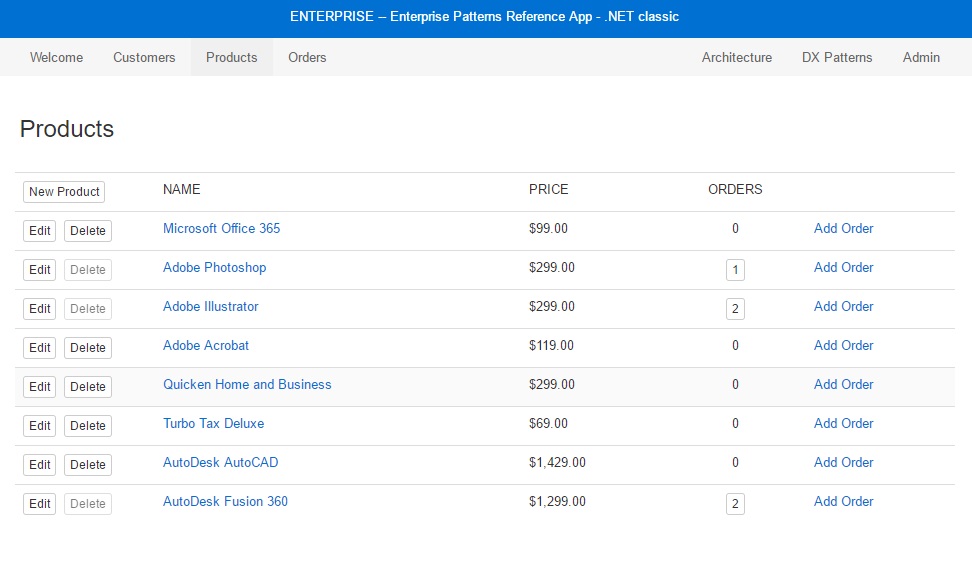 ENTERPRISE – Enterprise Patterns Reference App - .NET classic
Welcome Customers Products Orders Architecture DX Patterns Admin
Products
New Product NAME PRICE ORDERS
Edit Delete Microsoft Office 365 $99.00 0 Add Order
Edit Delete Adobe Photoshop $299.00 1 Add Order
Edit Delete Adobe Illustrator $299.00 2 Add Order
Edit Delete Adobe Acrobat $119.00 0 Add Order
Edit Delete Quicken Home and Business $299.00 0 Add Order
Edit Delete Turbo Tax Deluxe $69.00 0 Add Order
Edit Delete AutoDesk AutoCAD $1,429.00 0 Add Order
Edit Delete AutoDesk Fusion 360 $1,299.00 2 Add Order